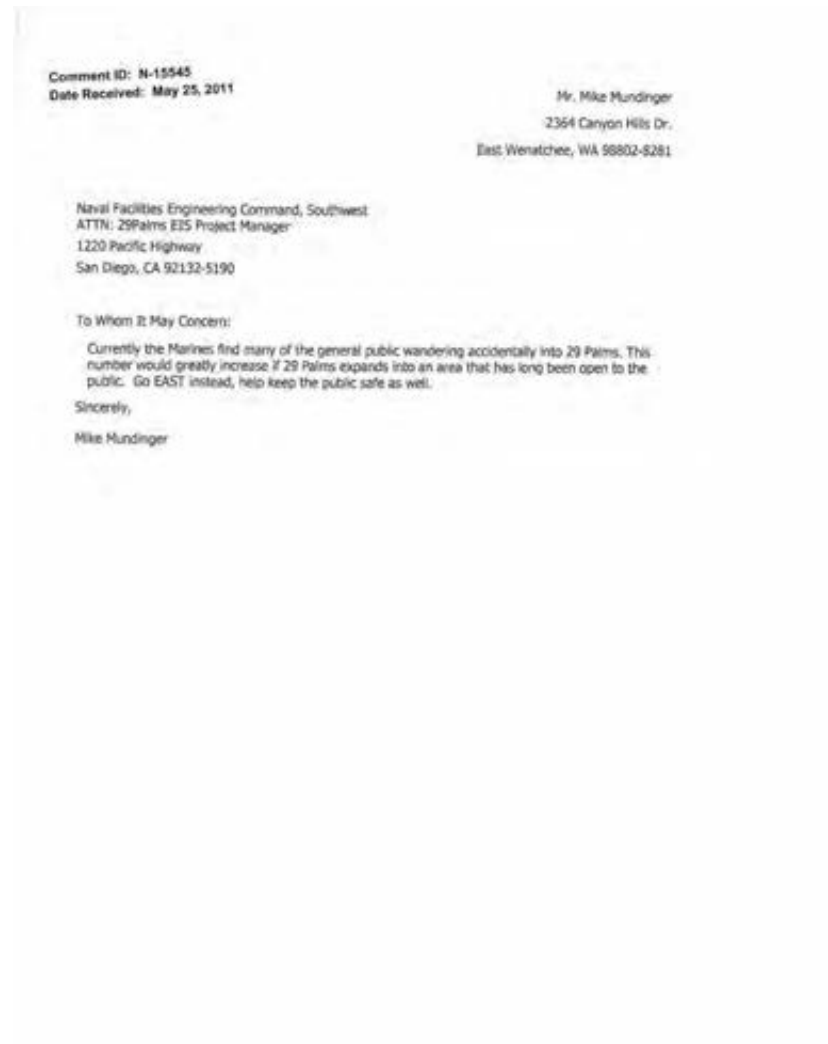 Comment ID: N-15545
Date Received: May 25, 2011
Mr. Mike Mundinger
2364 Canyon Hills Dr.
East Wenatchee, WA 98802-8281
Naval Facilities Engineering Command, Southwest
ATTN: 29Palms EIS Project Manager
1220 Pacific Highway
San Diego, CA 92132-5190
To Whom It May Concern:
Currently the Marines find many of the general public wandering accidentally into 29 Palms. This
number would greatly increase if 29 Palms expands into an area that has long been open to the
public. Go EAST instead, help keep the public safe as well.
Sincerely,
Mike Mundinger